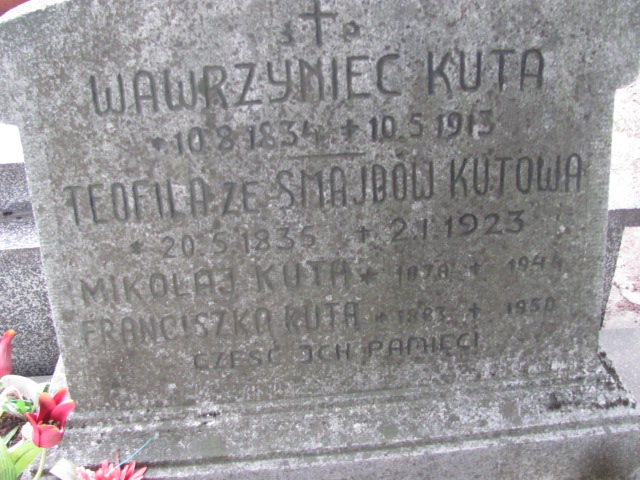 Ś P
WAWRZYNIEC KUTA
* 10.8.1834 + 10.5.1913
TEOFILA ZE SMAJDÓW KUTOWA
* 20.5.1835 + 2.1.1923
MIKOŁAJ KUTA * 1878 + 1944
FRANCISZKA KUTA * 1883 + 1950
CZEŚĆ JCH PAMIĘCI